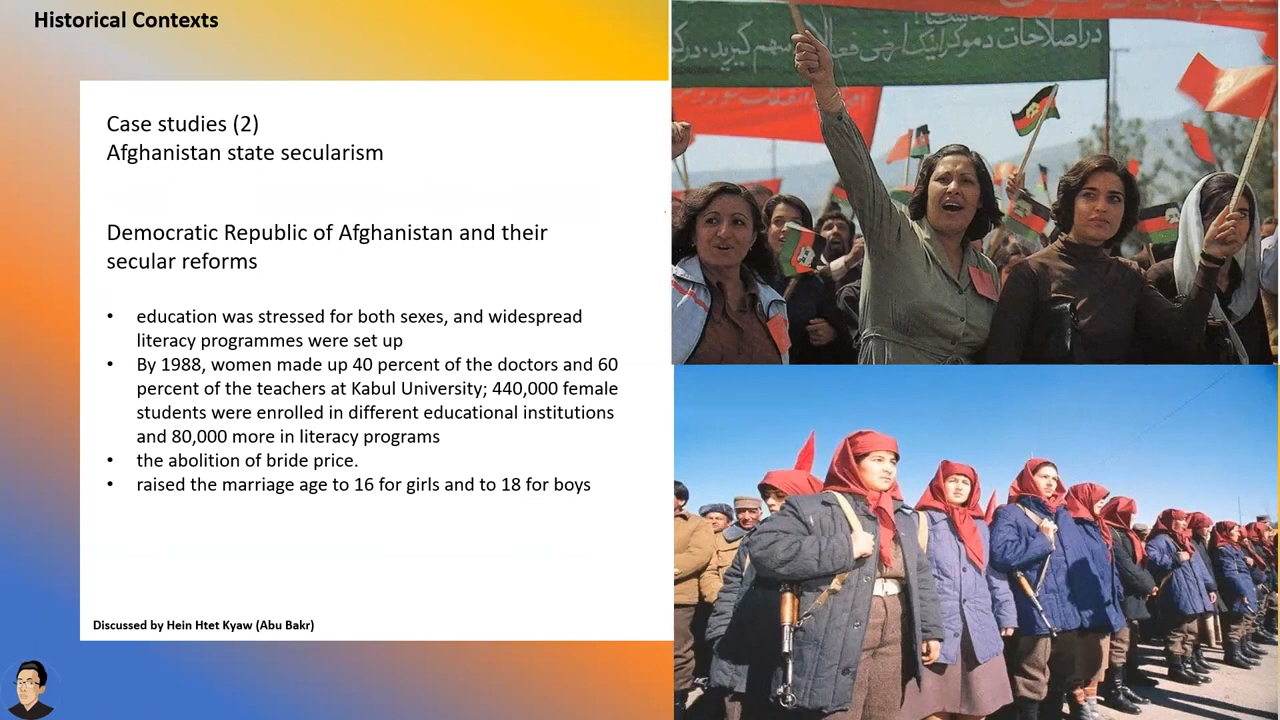 Historical Contexts
Case studies (2)
Afghanistan state secularism
Democratic Republic of Afghanistan and their
secular reforms
• education was stressed for both sexes, and widespread
literacy programmes were set up
• By 1988, women made up 40 percent of the doctors and 60
percent of the teachers at Kabul University; 440,000 female
students were enrolled in different educational institutions
and 80,000 more in literacy programs
• the abolition of bride price.
• raised the marriage age to 16 for girls and to 18 for boys
Discussed by Hein Htet Kyaw (Abu Bakr)
دراصلاحات دموکراتیک سهم گیرید